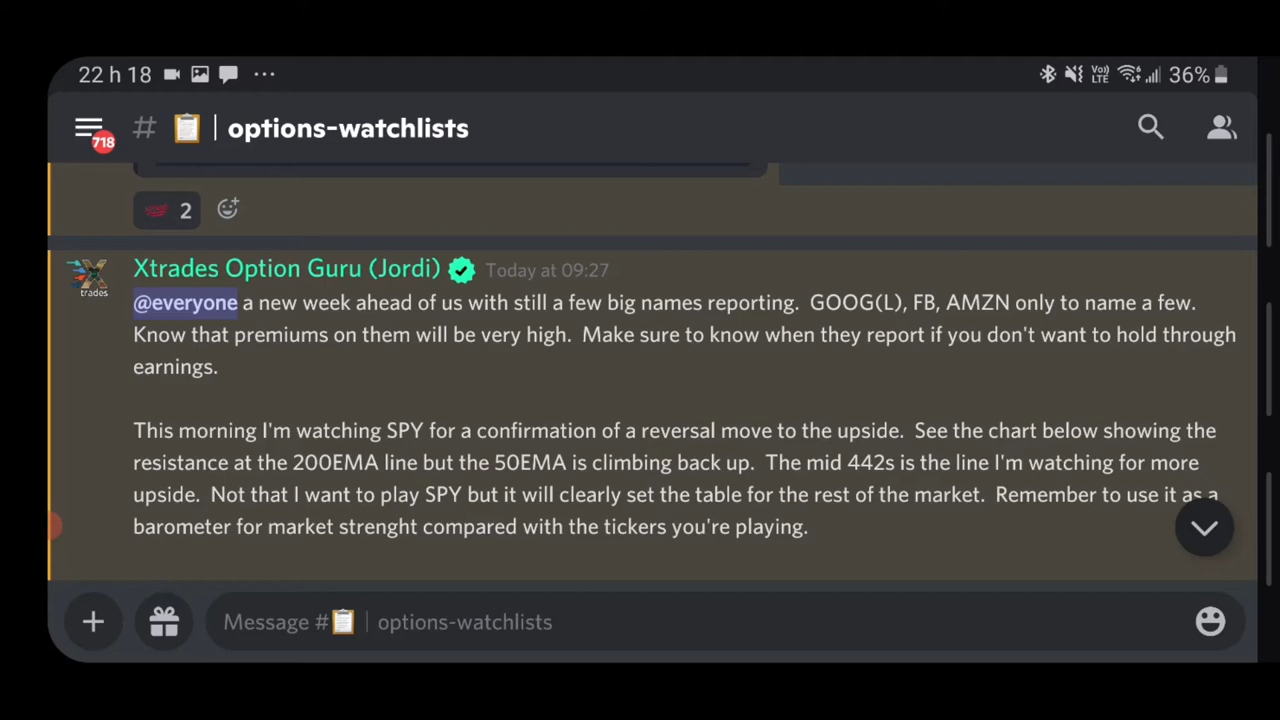 22 h 18 36%
718 # | options-watchlists
2
Xtrades Option Guru (Jordi) Today at 09:27
@everyone a new week ahead of us with still a few big names reporting. GOOG(L), FB, AMZN only to name a few.
Know that premiums on them will be very high. Make sure to know when they report if you don't want to hold through
earnings.
This morning I'm watching SPY for a confirmation of a reversal move to the upside. See the chart below showing the
resistance at the 200EMA line but the 50EMA is climbing back up. The mid 442s is the line I'm watching for more
upside. Not that I want to play SPY but it will clearly set the table for the rest of the market. Remember to use it as a
barometer for market strenght compared with the tickers you're playing.
Message # | options-watchlists
X
trades
Vo)
LTE